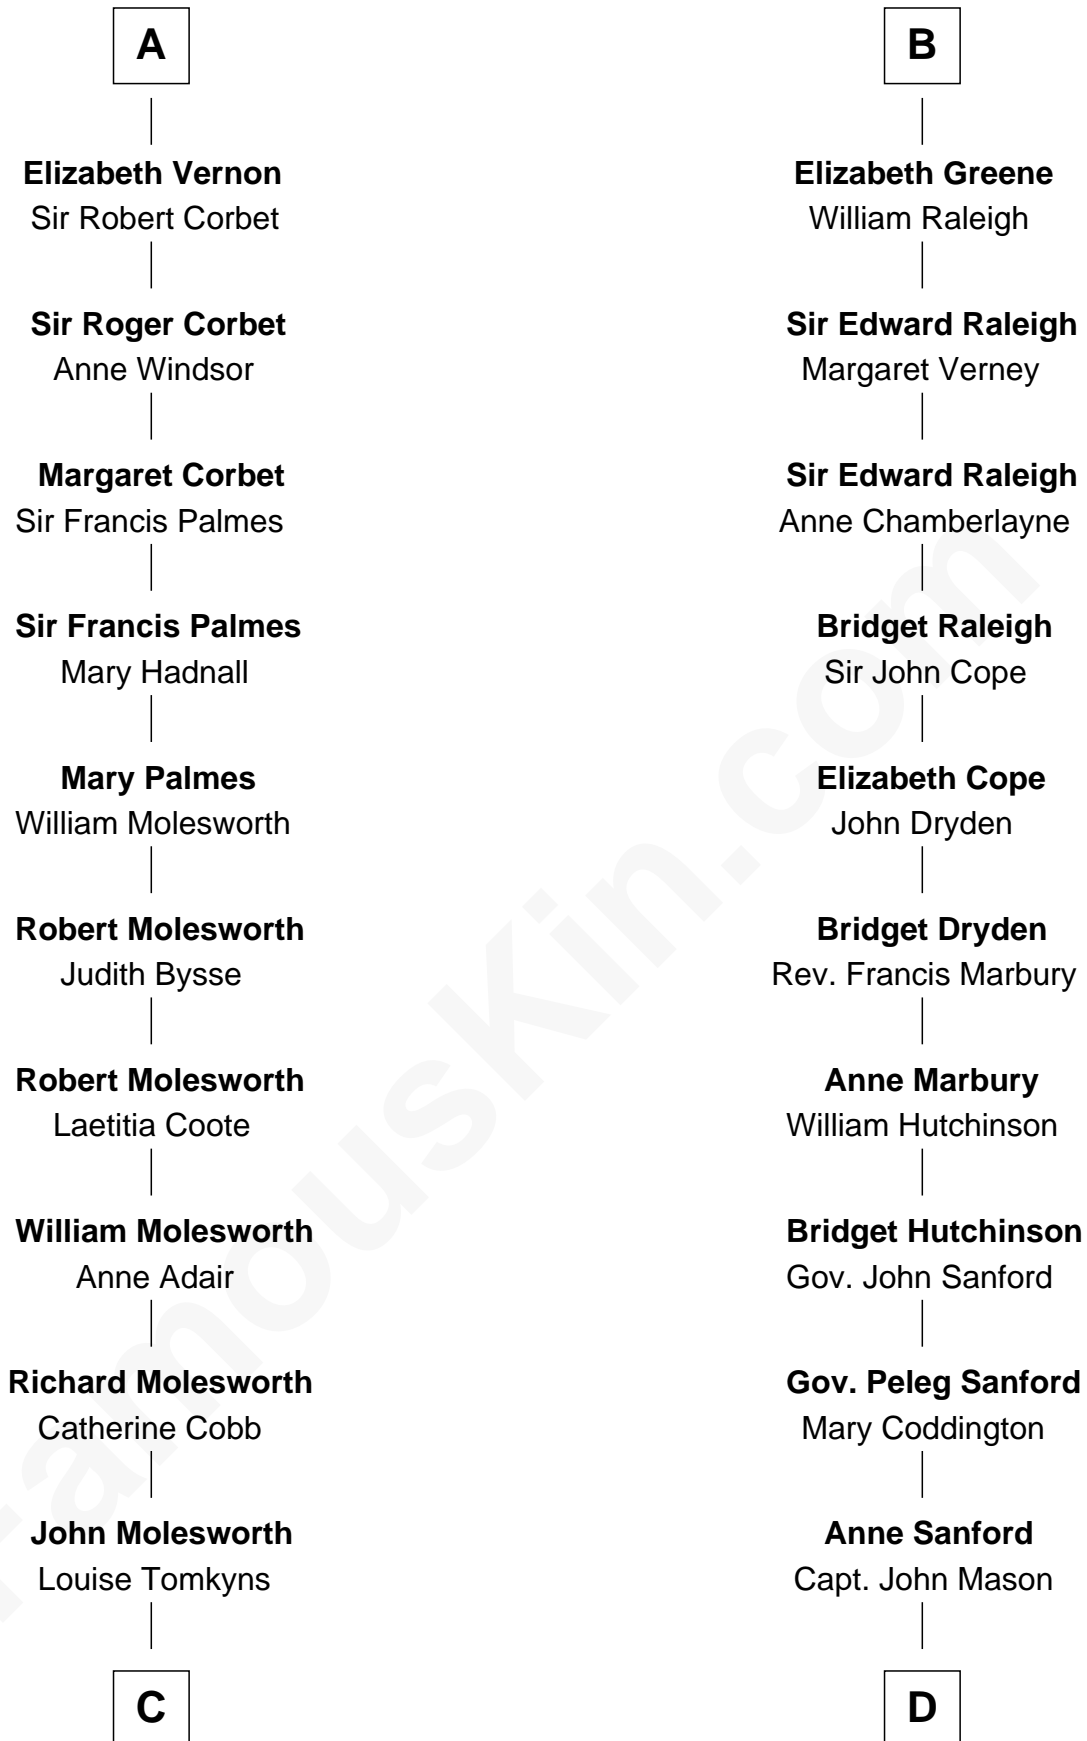 A
Elizabeth Vernon
Sir Robert Corbet
Sir Roger Corbet
Anne Windsor
Margaret Corbet
Sir Francis Palmes
Sir Francis Palmes
Mary Hadnall
Mary Palmes
William Molesworth
Robert Molesworth
Judith Bysse
Robert Molesworth
Laetitia Coote
William Molesworth
Anne Adair
Richard Molesworth
Catherine Cobb
John Molesworth
Louise Tomkyns
C
B
Elizabeth Greene
William Raleigh
Sir Edward Raleigh
Margaret Verney
Sir Edward Raleigh
Anne Chamberlayne
Bridget Raleigh
Sir John Cope
Elizabeth Cope
John Dryden
Bridget Dryden
Rev. Francis Marbury
Anne Marbury
William Hutchinson
Bridget Hutchinson
Gov. John Sanford
Gov. Peleg Sanford
Mary Coddington
Anne Sanford
Capt. John Mason
D
FamousKin.com